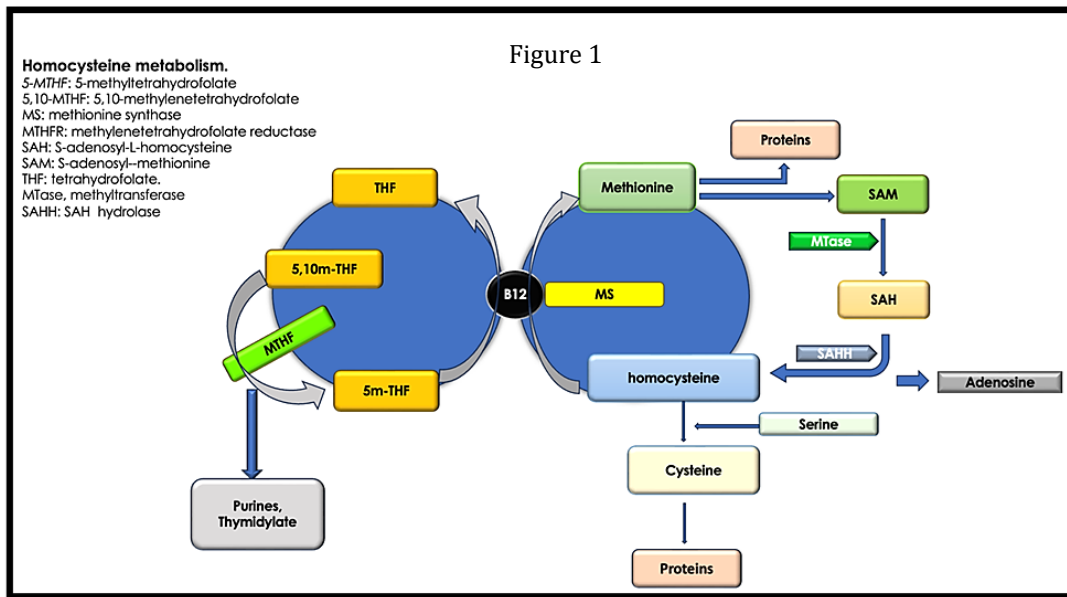 Figure 1
Homocysteine metabolism.
5-MTHF: 5-methyltetrahydrofolate
5,10-MTHF: 5,10-methylenetetrahydrofolate
MS: methionine synthase
MTHFR: methylenetetrahydrofolate reductase
SAH: S-adenosyl-L-homocysteine
SAM: S-adenosyl--methionine
THF: tetrahydrofolate.
MTase, methyltransferase
SAHH: SAH hydrolase
Proteins
THF
Methionine
SAM
MTase
5,10m-THF
B12
MS
SAH
MTHF
SAHH
5m-THF
homocysteine
Adenosine
Serine
Cysteine
Purines,
Thymidylate
Proteins